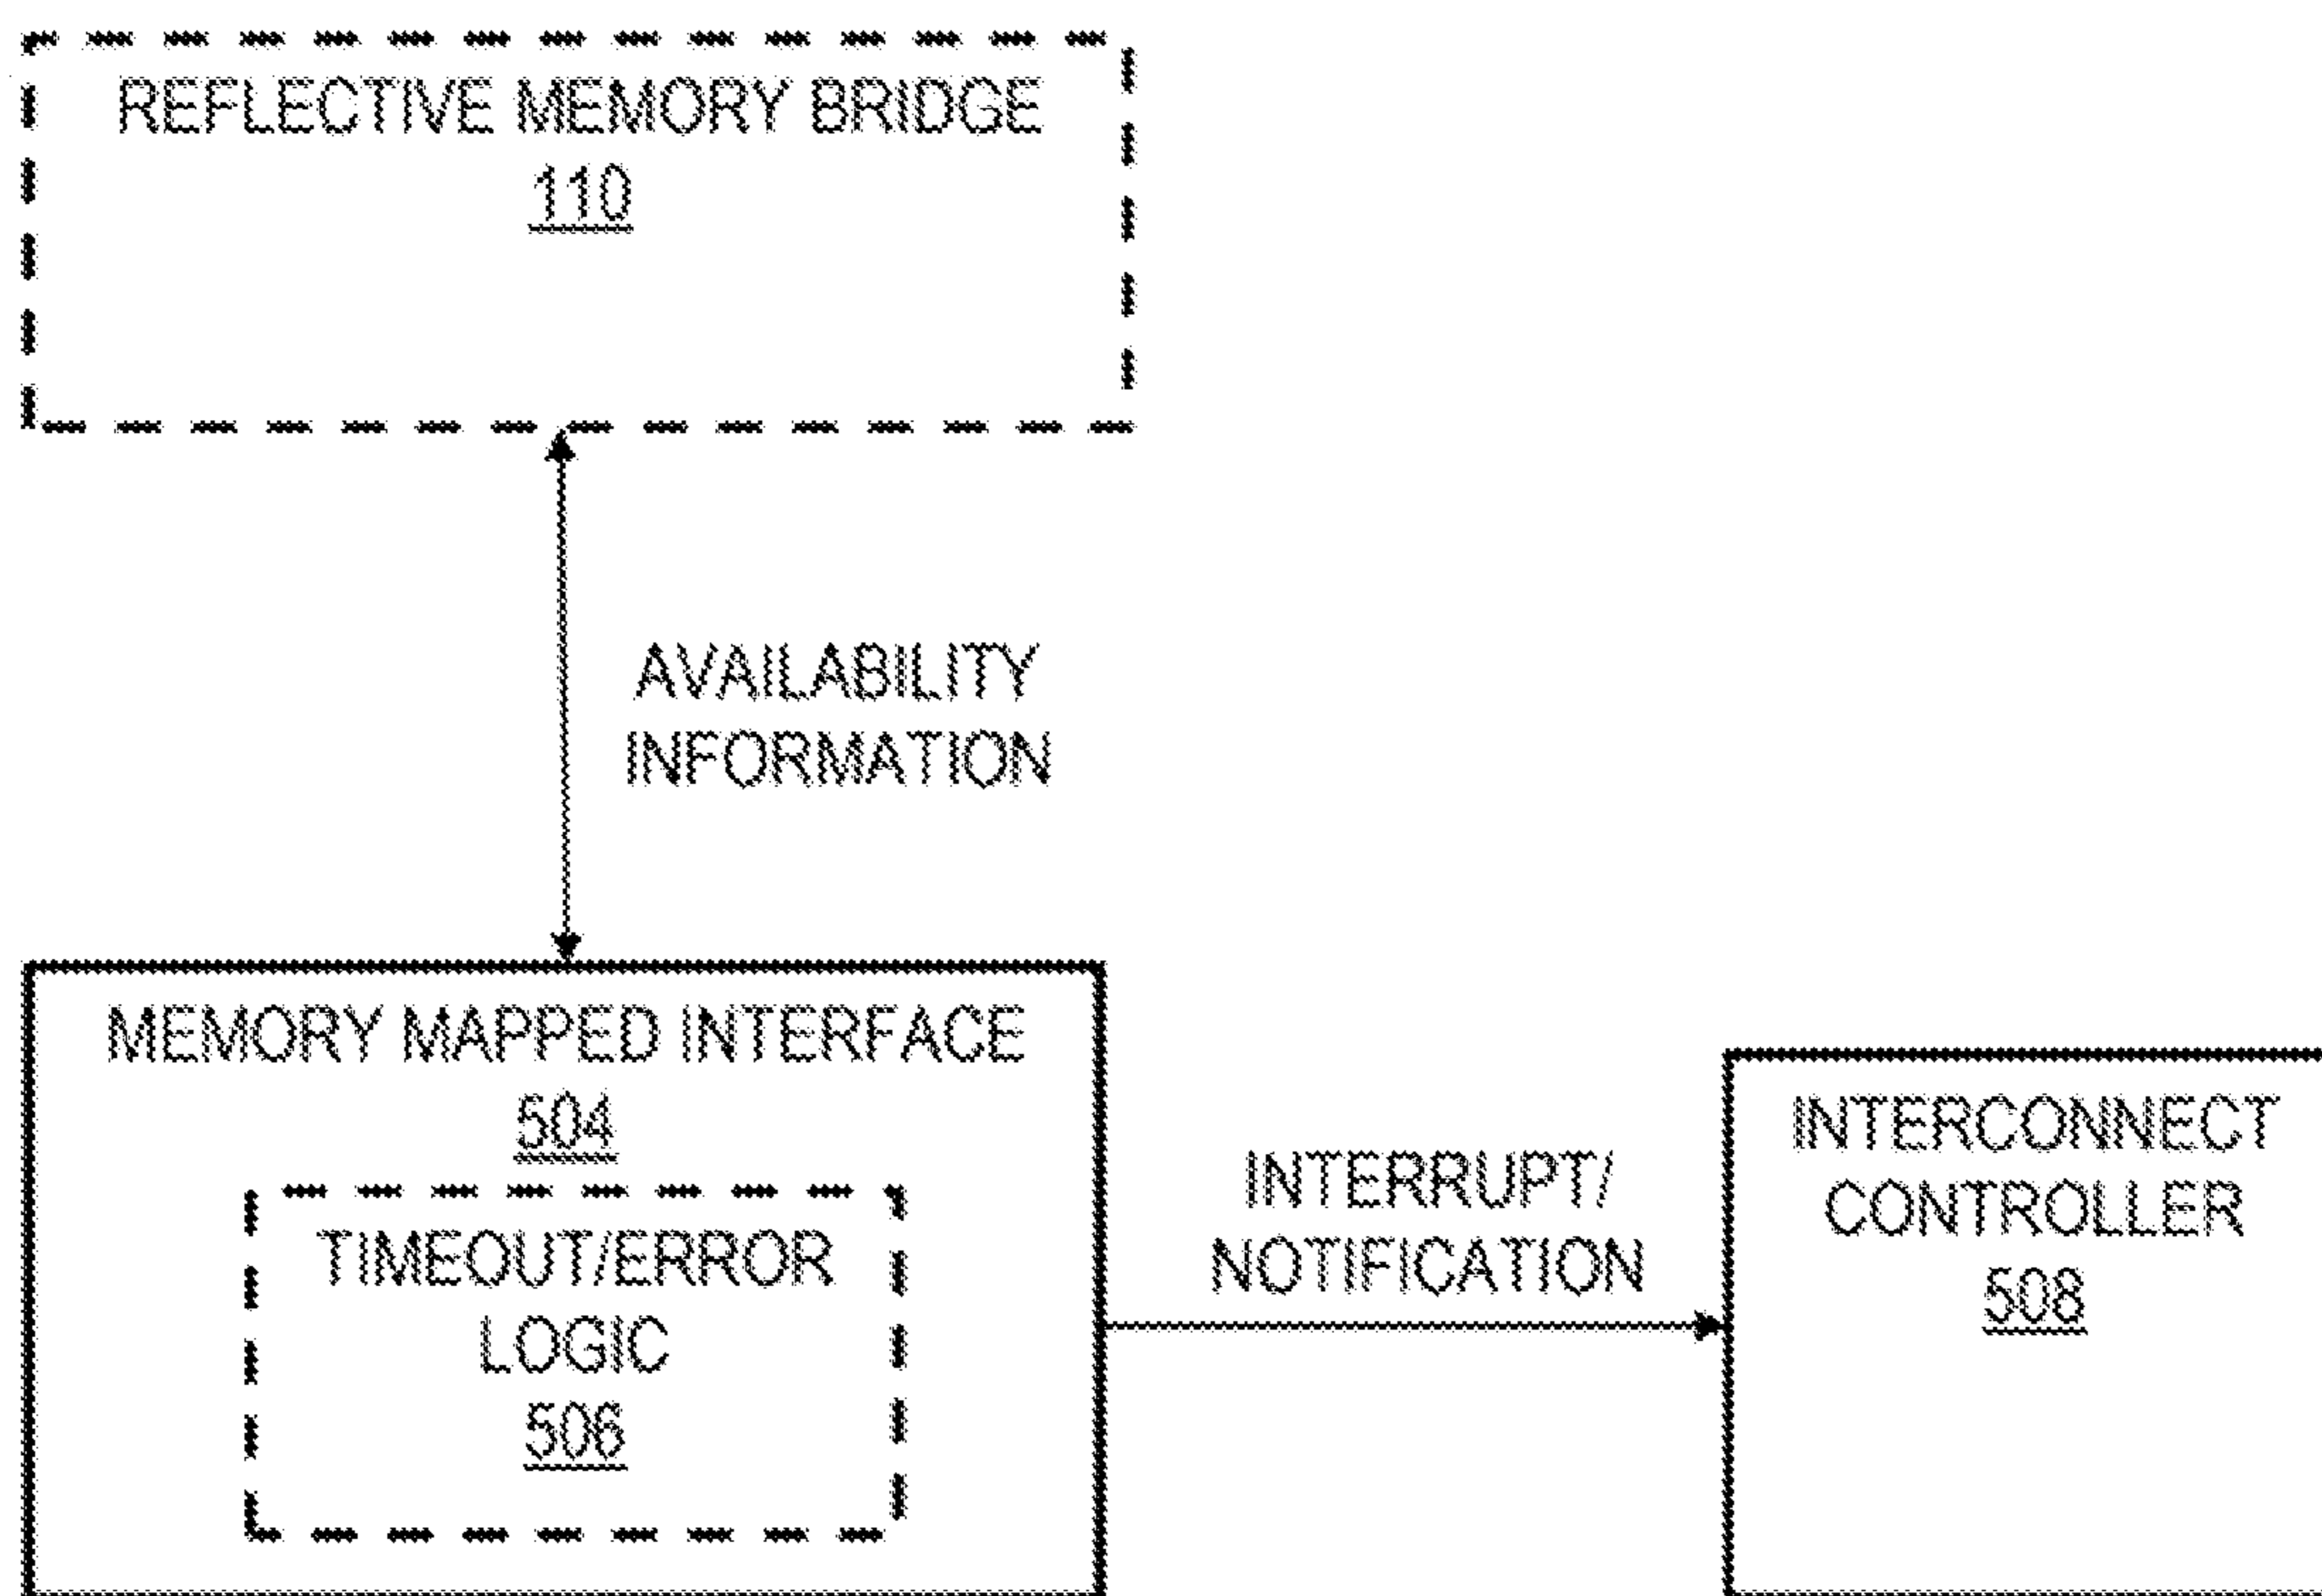 REFLECTIVE MEMORY BRIDGE
110
AVAILABILITY
INFORMATION
MEMORY MAPPED INTERFACE
504
TIMEOUT/ERROR
LOGIC
506
INTERRUPT/
NOTIFICATION
INTERCONNECT
CONTROLLER
508